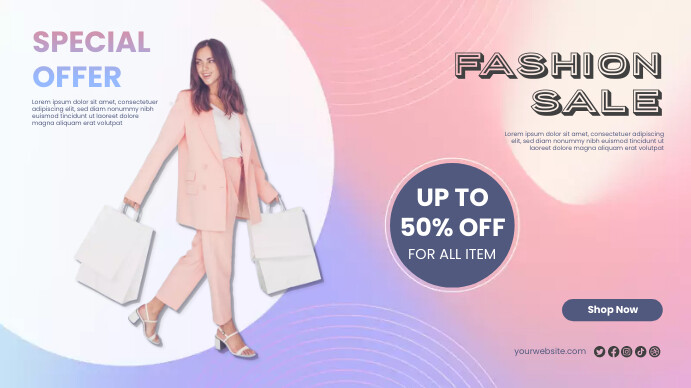 SPECIAL
OFFER
Lorem ipsum dolor sit amet, consectetuer
adipiscing elit, sed diam nonummy nibh
euismod tincidunt ut laoreet dolore
magna aliquam erat volutpat
FASHION
SALE
Lorem ipsum dolor sit amet, consectetuer adipiscing
elit, sed diam nonummy nibh euismod tincidunt ut
laoreet dolore magna aliquam erat volutpat
UP TO
50% OFF
FOR ALL ITEM
Shop Now
yourwebsite.com